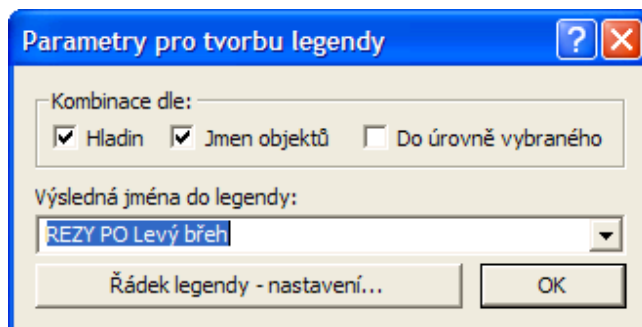 Parametry pro tvorbu legendy
Kombinace dle:
Hladin Jmen objektů Do úrovně vybraného
Výsledná jména do legendy:
REZY PO Levý břeh
Řádek legendy - nastavení... OK